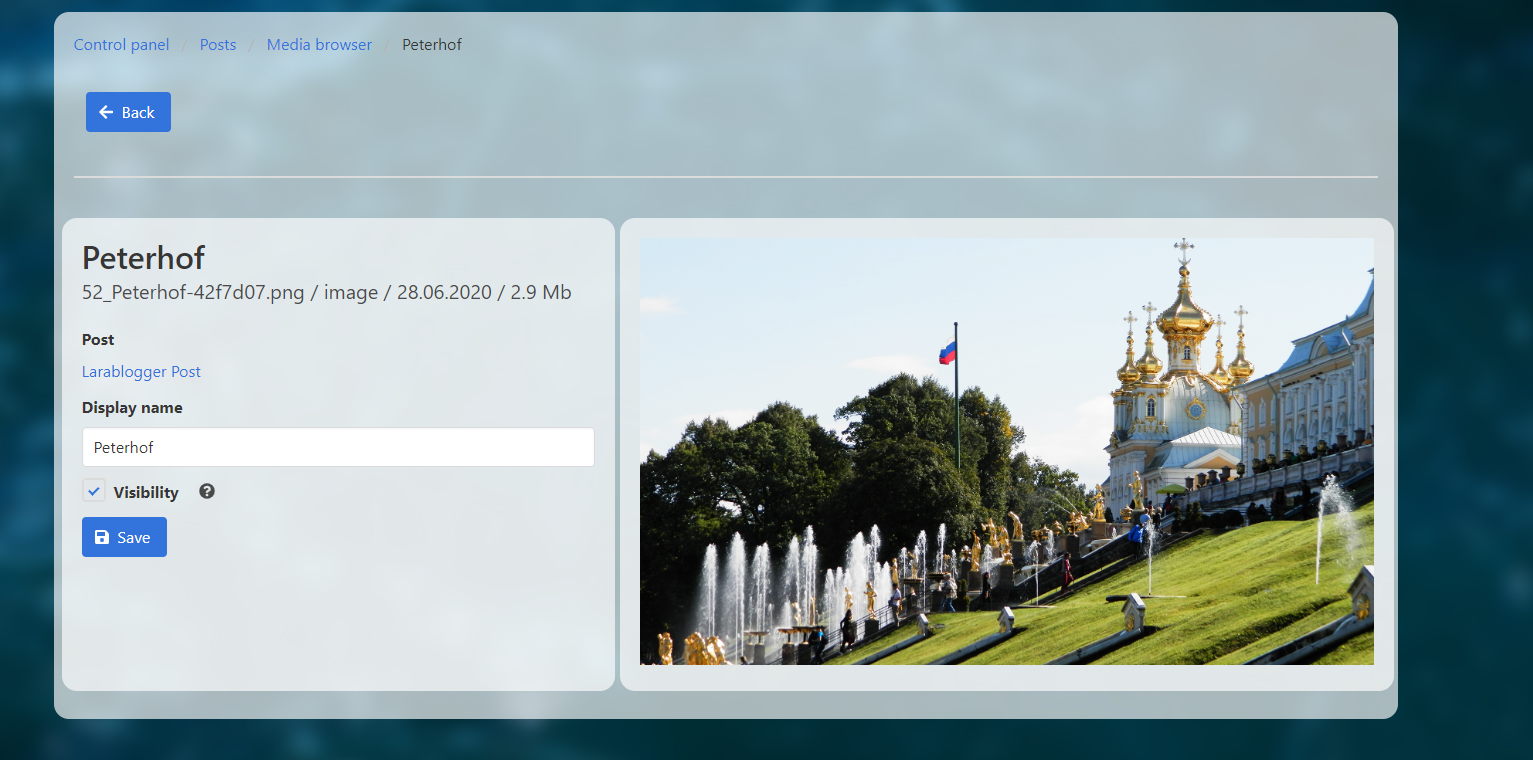 Control panel / Posts / Media browser / Peterhof
Back
Peterhof
52_Peterhof-42f7d07.png / image / 28.06.2020 / 2.9 Mb
Post
Larablogger Post
Display name
Peterhof
Visibility
Save